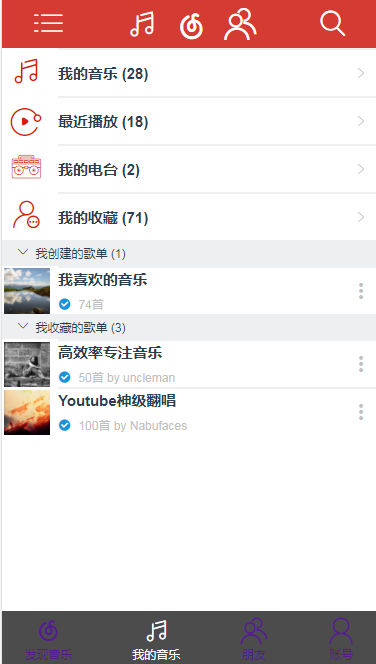 我的音乐 (28)
最近播放 (18)
我的电台 (2)
我的收藏 (71)
我创建的歌单 (1)
我喜欢的音乐
74首
我收藏的歌单 (3)
高效率专注音乐
50首 by uncleman
Youtube神级翻唱
100首 by Nabufaces
发现音乐 我的音乐 朋友 账号